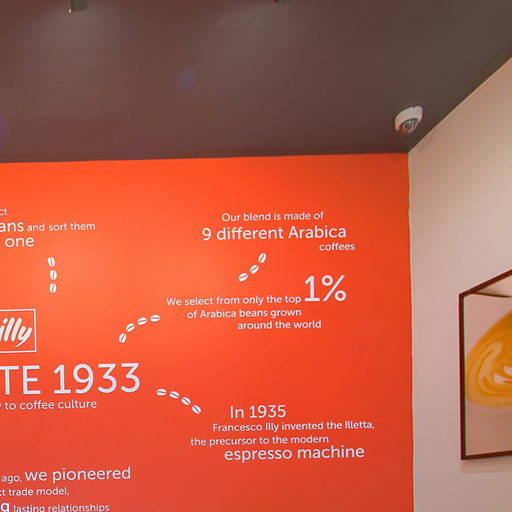 ct
ans and sort them
one
Our blend is made of
9 different Arabica
coffees
We select from only the top 1%
of Arabica beans grown
around the world
illy
TE 1933
to coffee culture
In 1935
Francesco Illy invented the Illetta,
the precursor to the modern
espresso machine
ago, we pioneered
ct trade model,
g lasting relationships